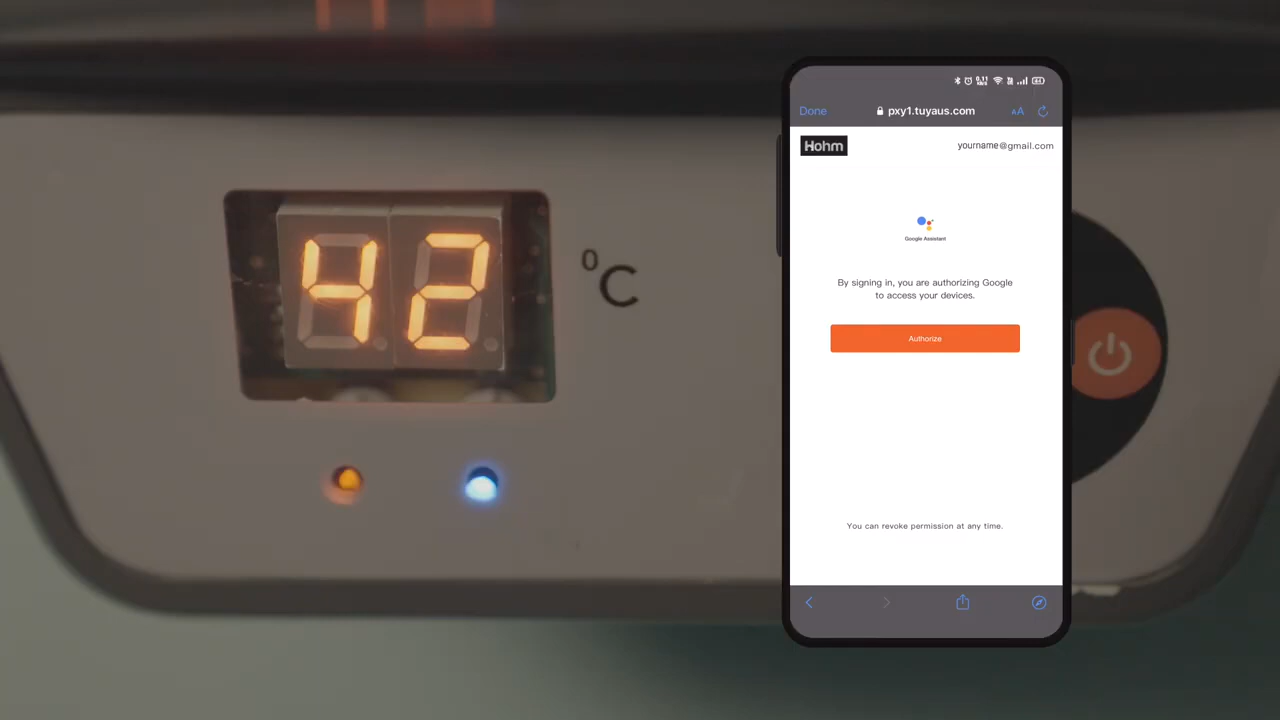 42
°C
Done
pxy1.tuyaus.com
AA
Hohm
yourname@gmail.com
Google Assistant
By signing in, you are authorizing Google
to access your devices.
Authorize
You can revoke permission at any time.